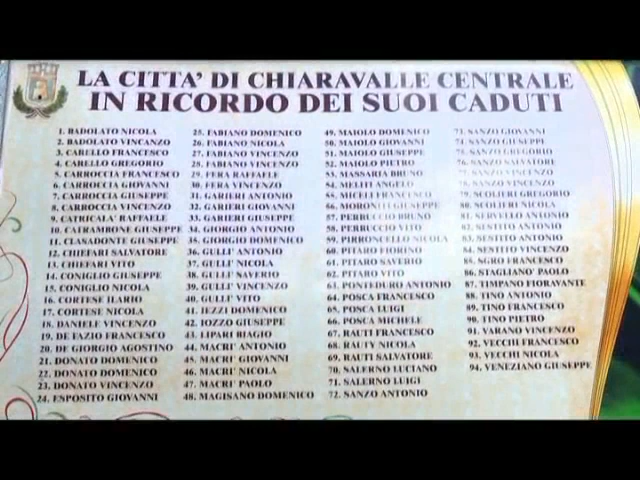 LA CITTA' DI CHIARAVALLE CENTRALE
IN RICORDO DEI SUOI CADUTI
1. BADOLATO NICOLA
2. BADOLATO VINCANZO
3. CABELLO FRANCESCO
4. CABELLO GREGORIO
5. CARROCCIA FRANCESCO
6. CARROCCIA GIOVANNI
7. CARROCCIA GIUSEPPE
8. CARROCCIA VINCENZO
9. CATRICALA' RAFFAELE
10. CATRAMBONE GIUSEPPE
11. CLASADONTE GIUSEPPE
12. CHIEFARI SALVATORE
13. CHIEFARI VITO
14. CONIGLIO GIUSEPPE
15. CONIGLIO NICOLA
16. CORTESE ILARIO
17. CORTESE NICOLA
18. DANIELE VINCENZO
19. DE FAZIO FRANCESCO
20. DE GIORGIO AGOSTINO
21. DONATO DOMENICO
22. DONATO DOMENICO
23. DONATO VINCENZO
24. ESPOSITO GIOVANNI
25. FABIANO DOMENICO
26. FABIANO NICOLA
27. FABIANO VINCENZO
28. FABIANO VINCENZO
29. FERA RAFFAELE
30. FERA VINCENZO
31. GARIERI ANTONIO
32. GARIERI GIUSEPPE
33. GARIERI GIUSEPPE
34. GIORGIO ANTONIO
35. GIORGIO DOMENICO
36. GULLI' ANTONIO
37. GULLI' NICOLA
38. GULLI' SAVERIO
39. GULLI' VINCENZO
40. GULLI' VITO
41. IEZZI DOMENICO
42. IOZZO GIUSEPPE
43. LIPARI BIAGIO
44. MACRI' ANTONIO
45. MACRI' GIOVANNI
46. MACRI' NICOLA
47. MACRI' PAOLO
48. MAGISANO DOMENICO
49. MAIOLO DOMENICO
50. MAIOLO GIOVANNI
51. MAIOLO GIUSEPPE
52. MAIOLO PIETRO
53. MASSARIA BRUNO
54. MELITI ANGELO
55. MICELI FRANCESCO
56. GIUSEPPE
57. PERRUCCIO BRUNO
58. PERRUCCIO VITO
59. PIRRONCELLO NICOLA
60. PITARO FIORINO
61. PITARO SAVERIO
62. PITARO VITO
63. PONTEDURO ANTONIO
64. POSCA FRANCESCO
65. POSCA LUIGI
66. POSCA MICHELE
67. RAUTI FRANCESCO
68. RAUTY NICOLA
69. RAUTI SALVATORE
70. SALERNO LUCIANO
71. SALERNO LUIGI
72. SANZO ANTONIO
73. SANZO GIOVANNI
74. SANZO GIUSEPPE
75. SANZO GREGORIO
76. SANZO SALVATORE
77. SANZO VINCENZO
78. SANZO VINCENZO
79. SCOLIERI GREGORIO
80. SCOLIERI NICOLA
81. SERVELLO ANTONIO
82. SESTITO ANTONIO
83. SESTITO ANTONIO
84. SESTITO VINCENZO
85. SGRO FRANCESCO
86. STAGLIANO' PAOLO
87. TIMPANO FIORAVANTE
88. TINO ANTONIO
89. TINO FRANCESCO
90. TINO PIETRO
91. VARANO VINCENZO
92. VECCHI FRANCESCO
93. VECCHI NICOLA
94. VENEZIANO GIUSEPPE